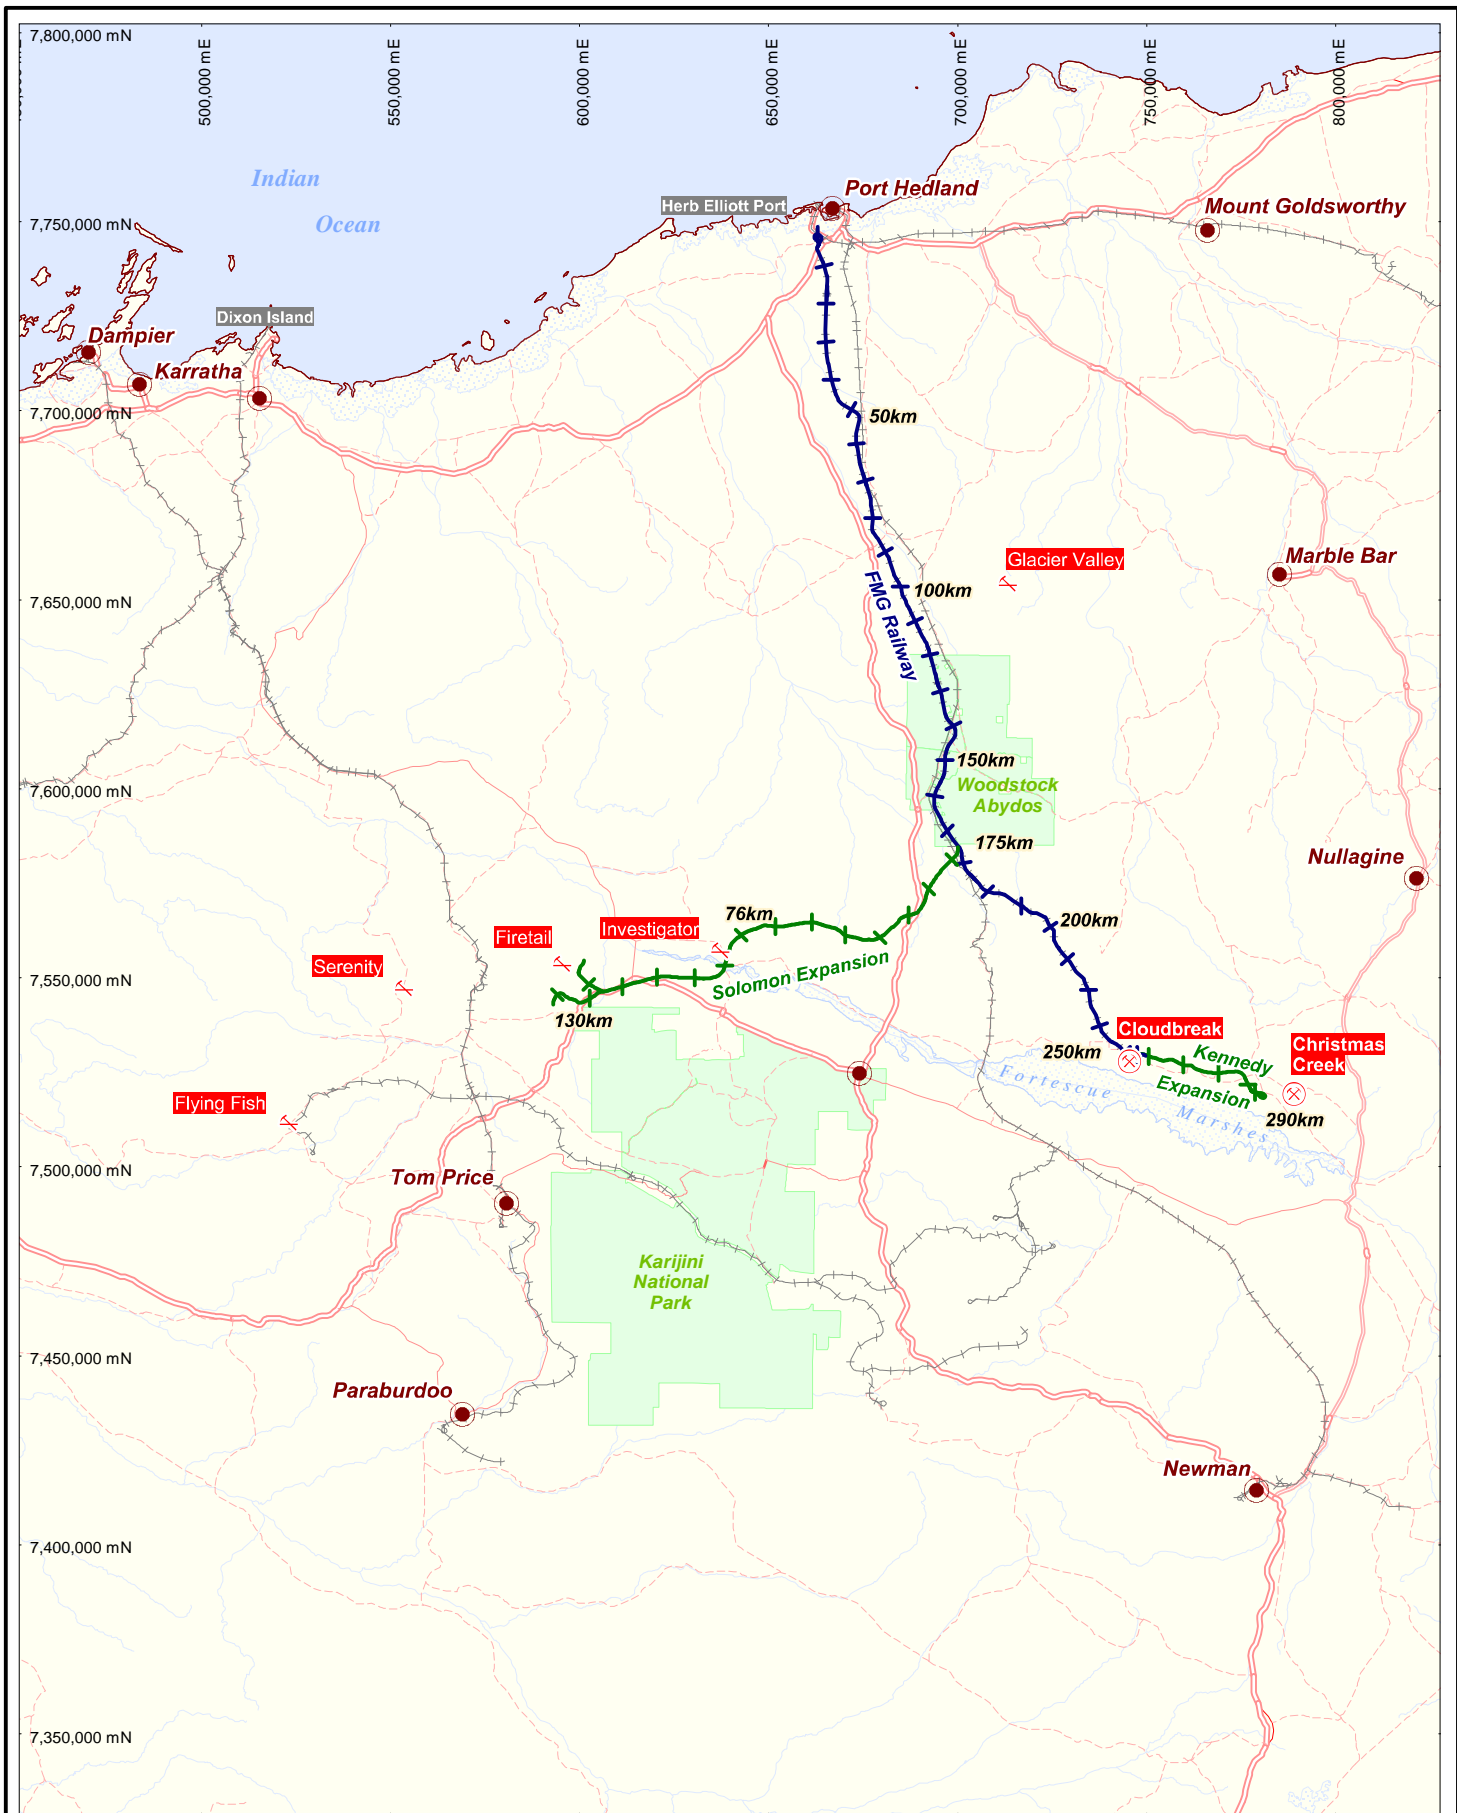 7,800,000 mN
500,000 mE
550,000 mE
600,000 mE
650,000 mE
700,000 mE
750,000 mE
800,000 mE
Indian
Ocean
Port Hedland
Herb Elliott Port
Mount Goldsworthy
7,750,000 mN
Dixon Island
Dampier
Karratha
7,700,000 mN
50km
Glacier Valley
Marble Bar
FMG Railway
100km
7,650,000 mN
150km
Woodstock
Abydos
7,600,000 mN
175km
Nullagine
76km
200km
Investigator
Firetail
Serenity
Solomon Expansion
7,550,000 mN
130km
Cloudbreak
250km
Christmas
Creek
Kennedy
Expansion
Fortescue
Marshes
290km
Flying Fish
7,500,000 mN
Tom Price
Karijini
National
Park
7,450,000 mN
Paraburdoo
Newman
7,400,000 mN
7,350,000 mN